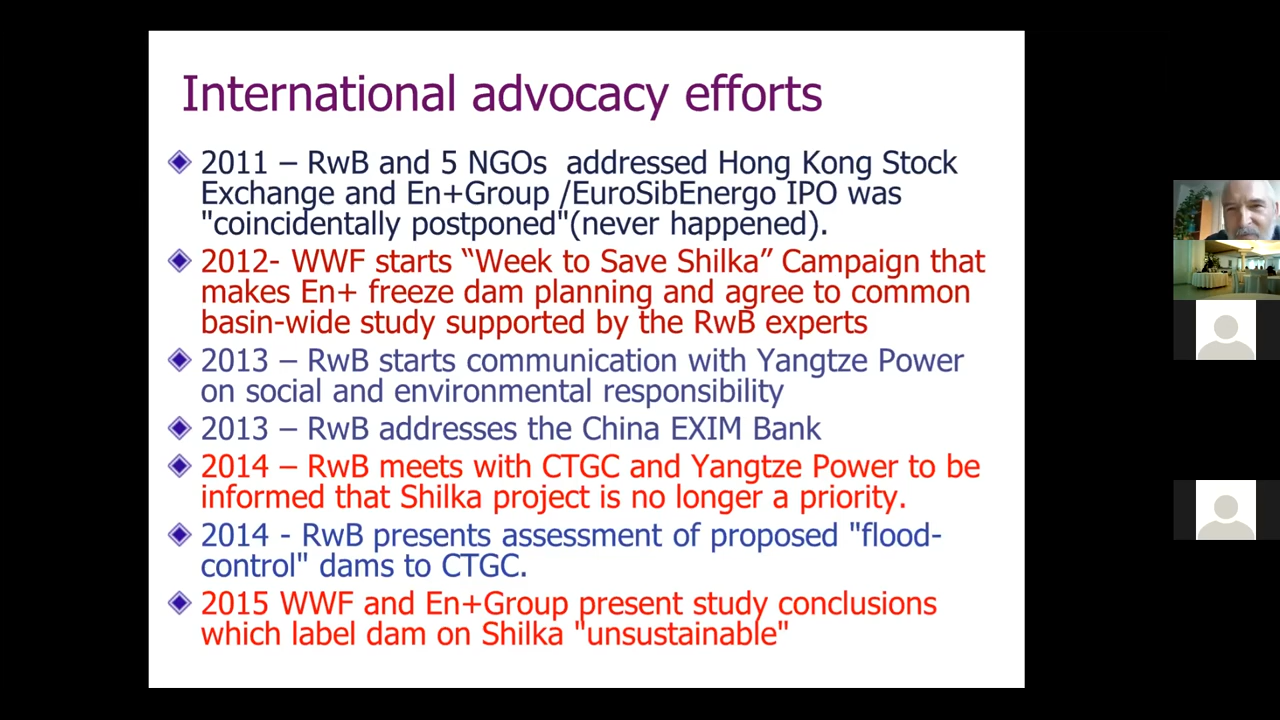 International advocacy efforts
2011 – RwB and 5 NGOs  addressed Hong Kong Stock
Exchange and En+Group /EuroSibEnergo IPO was
"coincidentally postponed"(never happened).
2012- WWF starts “Week to Save Shilka” Campaign that
makes En+ freeze dam planning and agree to common
basin-wide study supported by the RwB experts
2013 – RwB starts communication with Yangtze Power
on social and environmental responsibility
2013 – RwB addresses the China EXIM Bank
2014 – RwB meets with CTGC and Yangtze Power to be
informed that Shilka project is no longer a priority.
2014 - RwB presents assessment of proposed "flood-
control" dams to CTGC.
2015 WWF and En+Group present study conclusions
which label dam on Shilka "unsustainable"